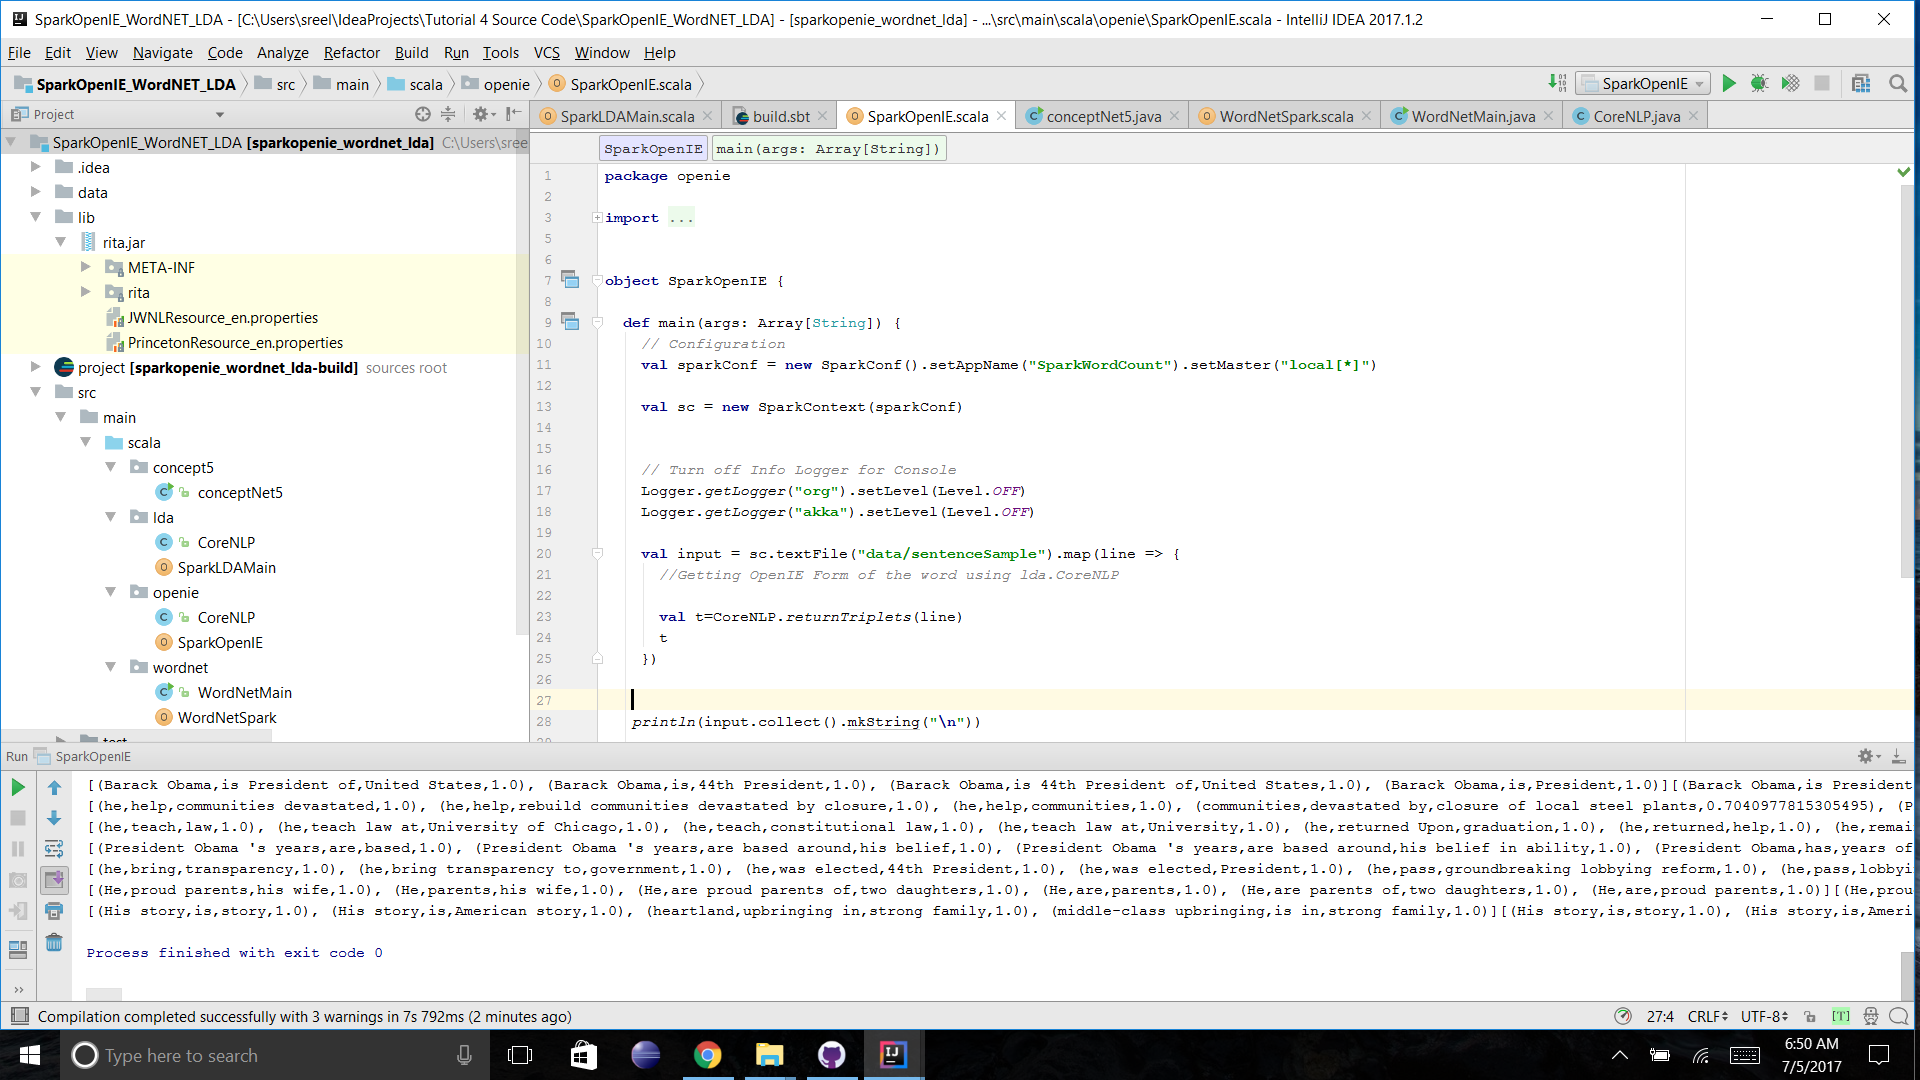 SparkOpenIE_WordNET_LDA - [C:\Users\sreel\IdeaProjects\Tutorial 4 Source Code\SparkOpenIE_WordNET_LDA] - [sparkopenie_wordnet_lda] - ...\src\main\scala\openie\SparkOpenIE.scala - IntelliJ IDEA 2017.1.2
File Edit View Navigate Code Analyze Refactor Build Run Tools VCS Window Help
SparkOpenIE_WordNET_LDA src main scala openie SparkOpenIE.scala SparkOpenIE
Project SparkLDAMain.scala build.sbt SparkOpenIE.scala conceptNet5.java WordNetSpark.scala WordNetMain.java CoreNLP.java
SparkOpenIE main(args: Array[String])
SparkOpenIE_WordNET_LDA [sparkopenie_wordnet_lda] C:\Users\sree
.idea
data
lib
rita.jar
META-INF
rita
JWNLResource_en.properties
PrincetonResource_en.properties
project [sparkopenie_wordnet_lda-build] sources root
src
main
scala
concept5
conceptNet5
lda
CoreNLP
SparkLDAMain
openie
CoreNLP
SparkOpenIE
wordnet
WordNetMain
WordNetSpark
test
1 package openie
2
3 import ...
5
6
7 object SparkOpenIE {
8
9 def main(args: Array[String]) {
10 // Configuration
11 val sparkConf = new SparkConf().setAppName("SparkWordCount").setMaster("local[*]")
12
13 val sc = new SparkContext(sparkConf)
14
15
16 // Turn off Info Logger for Console
17 Logger.getLogger("org").setLevel(Level.OFF)
18 Logger.getLogger("akka").setLevel(Level.OFF)
19
20 val input = sc.textFile("data/sentenceSample").map(line => {
21 //Getting OpenIE Form of the word using lda.CoreNLP
22
23 val t=CoreNLP.returnTriplets(line)
24 t
25 })
26
27
28 println(input.collect().mkString("\n"))
29
Run SparkOpenIE
[(Barack Obama,is President of,United States,1.0), (Barack Obama,is,44th President,1.0), (Barack Obama,is 44th President of,United States,1.0), (Barack Obama,is,President,1.0)][(Barack Obama,is President
[(he,help,communities devastated,1.0), (he,help,rebuild communities devastated by closure,1.0), (he,help,communities,1.0), (communities,devastated by,closure of local steel plants,0.7040977815305495), (P
[(he,teach,law,1.0), (he,teach law at,University of Chicago,1.0), (he,teach,constitutional law,1.0), (he,teach law at,University,1.0), (he,returned Upon,graduation,1.0), (he,returned,help,1.0), (he,remai
[(President Obama 's years,are,based,1.0), (President Obama 's years,are based around,his belief,1.0), (President Obama 's years,are based around,his belief in ability,1.0), (President Obama,has,years of
[(he,bring,transparency,1.0), (he,bring transparency to,government,1.0), (he,was elected,44th President,1.0), (he,was elected,President,1.0), (he,pass,groundbreaking lobbying reform,1.0), (he,pass,lobbyi
[(He,proud parents,his wife,1.0), (He,parents,his wife,1.0), (He,are proud parents of,two daughters,1.0), (He,are,parents,1.0), (He,are parents of,two daughters,1.0), (He,are,proud parents,1.0)][(He,prou
[(His story,is,story,1.0), (His story,is,American story,1.0), (heartland,upbringing in,strong family,1.0), (middle-class upbringing,is in,strong family,1.0)][(His story,is,story,1.0), (His story,is,Ameri
Process finished with exit code 0
Compilation completed successfully with 3 warnings in 7s 792ms (2 minutes ago) 27:4 CRLF UTF-8 [T]
Type here to search
6:50 AM
7/5/2017